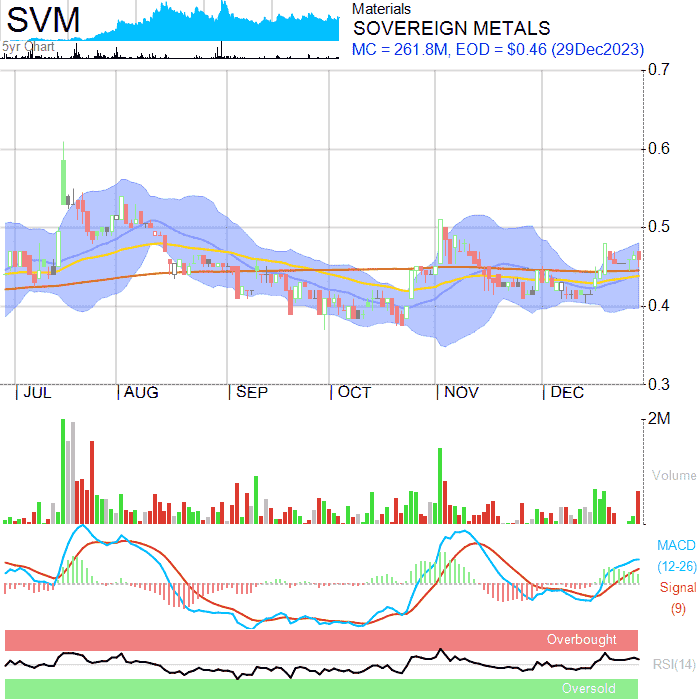 SVM
5yr Chart
Materials
SOVEREIGN METALS
MC = 261.8M, EOD = $0.46 (29Dec2023)
0.7
0.6
0.5
0.4
0.3
JUL AUG SEP OCT NOV DEC
2M
Volume
MACD
(12-26)
Signal
(9)
Overbought
RSI(14)
Oversold